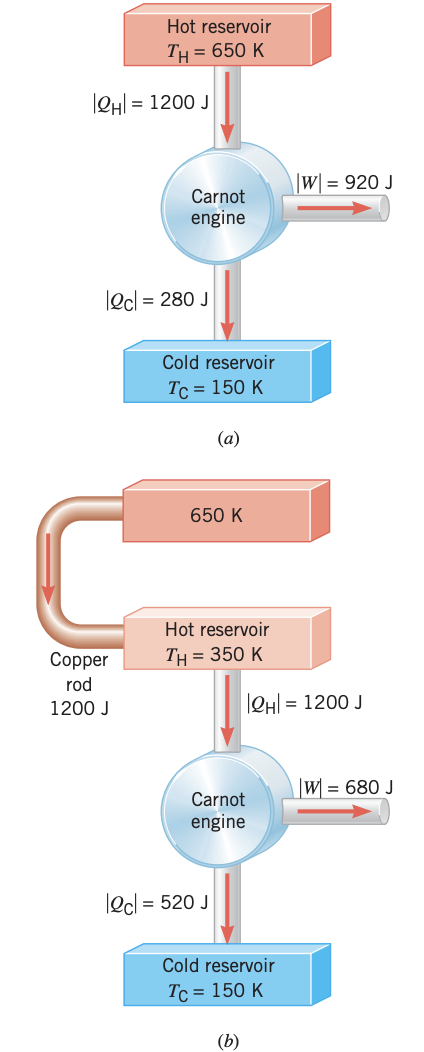 Hot reservoir
T_H = 650 K
|Q_H| = 1200 J
|W| = 920 J
Carnot
engine
|Q_C| = 280 J
Cold reservoir
T_C = 150 K
(a)
650 K
Hot reservoir
T_H = 350 K
Copper
rod
1200 J
|Q_H| = 1200 J
|W| = 680 J
Carnot
engine
|Q_C| = 520 J
Cold reservoir
T_C = 150 K
(b)